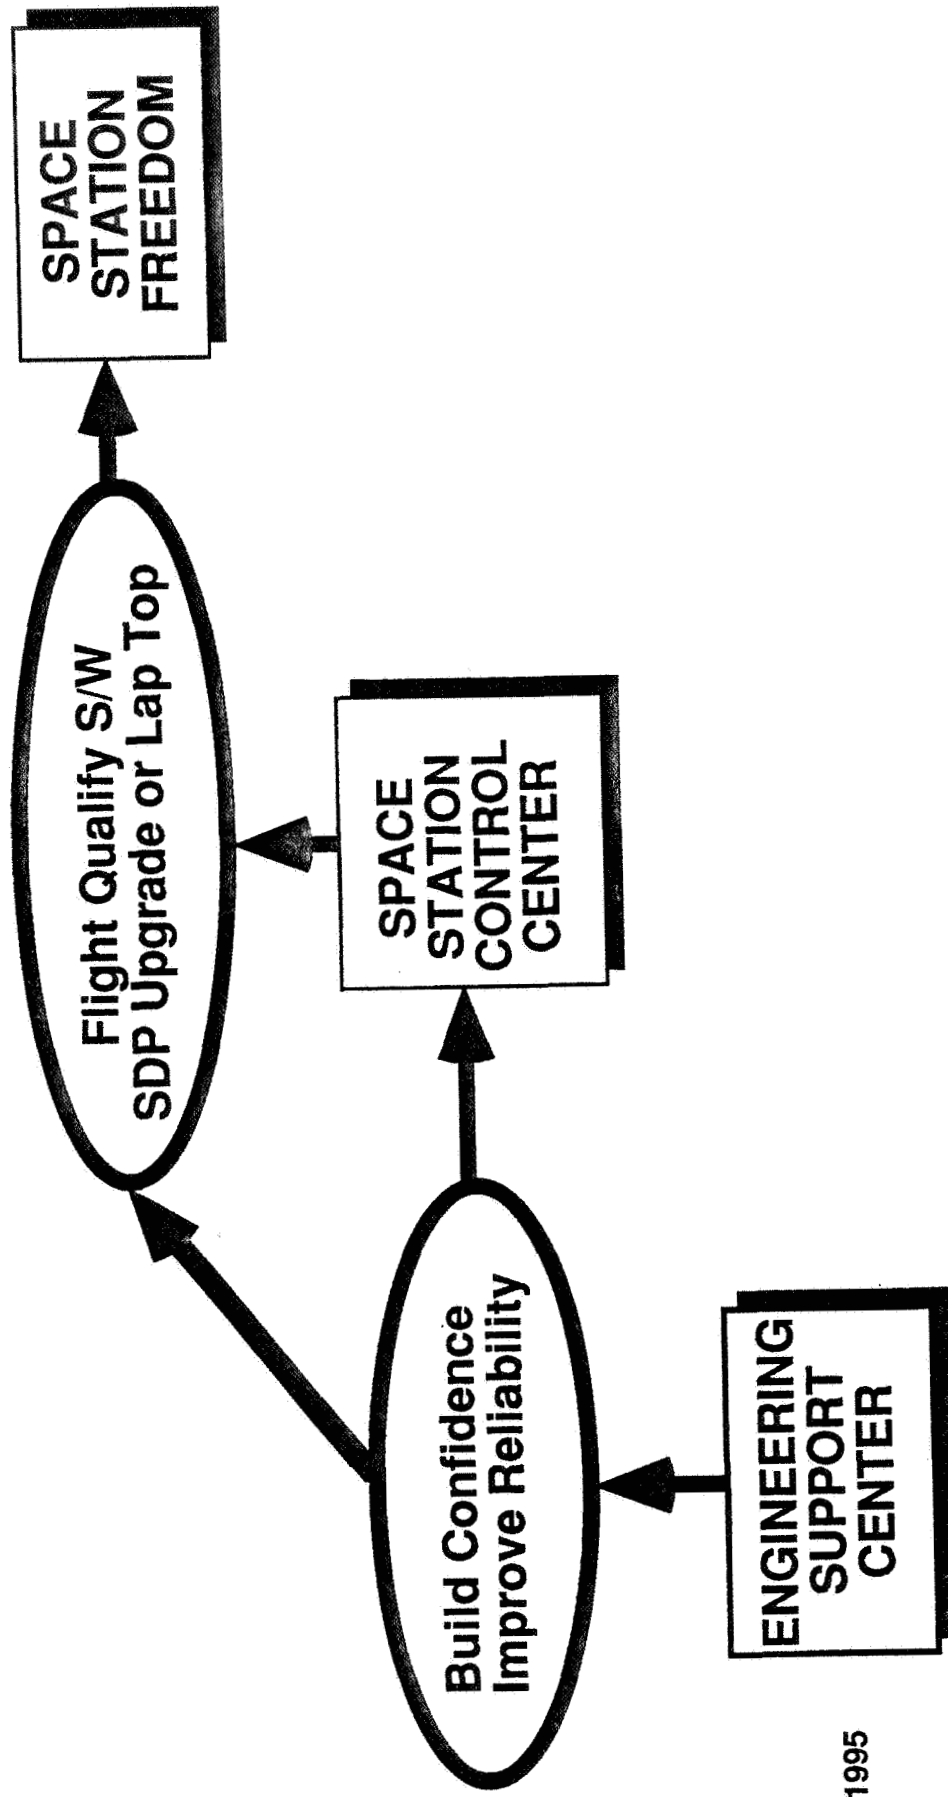 SPACE
STATION
FREEDOM
Flight Qualify S/W
SDP Upgrade or Lap Top
SPACE
STATION
CONTROL
CENTER
Build Confidence
Improve Reliability
ENGINEERING
SUPPORT
CENTER
1995